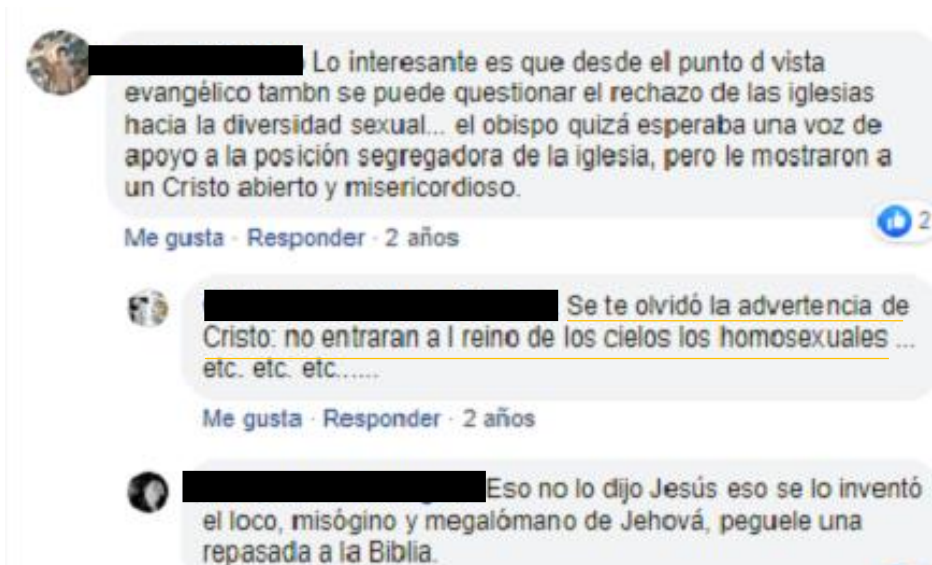 Lo interesante es que desde el punto d vista
evangélico tambn se puede questionar el rechazo de las iglesias
hacia la diversidad sexual... el obispo quizá esperaba una voz de
apoyo a la posición segregadora de la iglesia, pero le mostraron a
un Cristo abierto y misericordioso.
2
Me gusta · Responder · 2 años
Se te olvidó la advertencia de
Cristo: no entraran a l reino de los cielos los homosexuales ...
etc. etc. etc......
Me gusta · Responder · 2 años
Eso no lo dijo Jesús eso se lo inventó
el loco, misógino y megalómano de Jehová, peguele una
repasada a la Biblia.